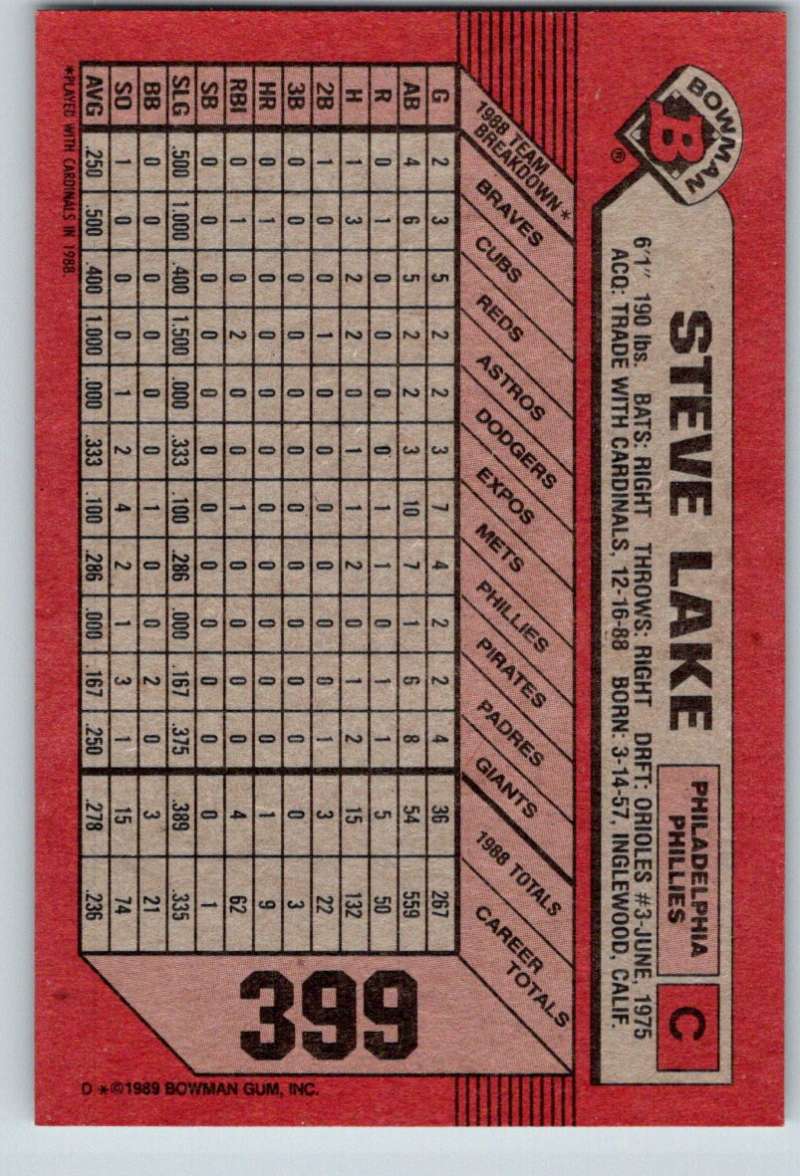 BOWMAN
B
®
STEVE LAKE
PHILADELPHIA
PHILLIES
C
6'1" 190 lbs. BATS: RIGHT THROWS: RIGHT DRFT: ORIOLES #3-JUNE, 1975
ACQ: TRADE WITH CARDINALS, 12-16-88 BORN: 3-14-57, INGLEWOOD, CALIF.
1988 TEAM
BREAKDOWN*
BRAVES
CUBS
REDS
ASTROS
DODGERS
EXPOS
METS
PHILLIES
PIRATES
PADRES
GIANTS
1988 TOTALS
CAREER
TOTALS
G 2 3 5 2 2 3 7 4 2 2 4 36 267
AB 4 6 5 2 2 3 10 7 1 6 8 54 559
R 0 1 0 0 0 0 1 1 0 1 1 5 50
H 1 3 2 2 0 1 1 2 0 1 2 15 132
2B 1 0 0 1 0 0 0 0 0 0 1 3 22
3B 0 0 0 0 0 0 0 0 0 0 0 0 3
HR 0 1 0 0 0 0 0 0 0 0 0 1 9
RBI 0 1 0 2 0 0 1 0 0 0 0 4 62
SB 0 0 0 0 0 0 0 0 0 0 0 0 1
SLG .500 1.000 .400 1.500 .000 .333 .100 .286 .000 .167 .375 .389 .335
BB 0 0 0 0 0 0 1 0 0 2 0 3 21
SO 1 0 0 0 1 2 4 2 1 3 1 15 74
AVG .250 .500 .400 1.000 .000 .333 .100 .286 .000 .167 .250 .278 .236
*PLAYED WITH CARDINALS IN 1988.
399
D *©1989 BOWMAN GUM, INC.